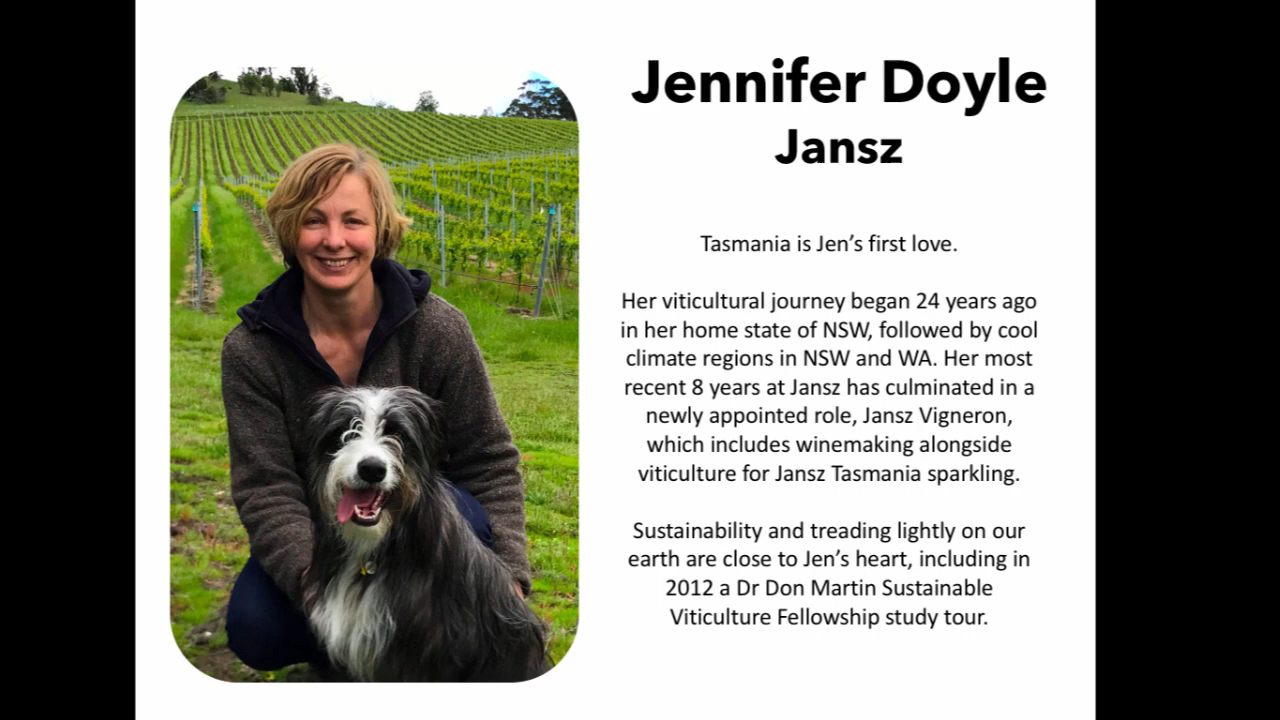 Jennifer Doyle
Jansz
Tasmania is Jen’s first love.
Her viticultural journey began 24 years ago
in her home state of NSW, followed by cool
climate regions in NSW and WA. Her most
recent 8 years at Jansz has culminated in a
newly appointed role, Jansz Vigneron,
which includes winemaking alongside
viticulture for Jansz Tasmania sparkling.
Sustainability and treading lightly on our
earth are close to Jen’s heart, including in
2012 a Dr Don Martin Sustainable
Viticulture Fellowship study tour.